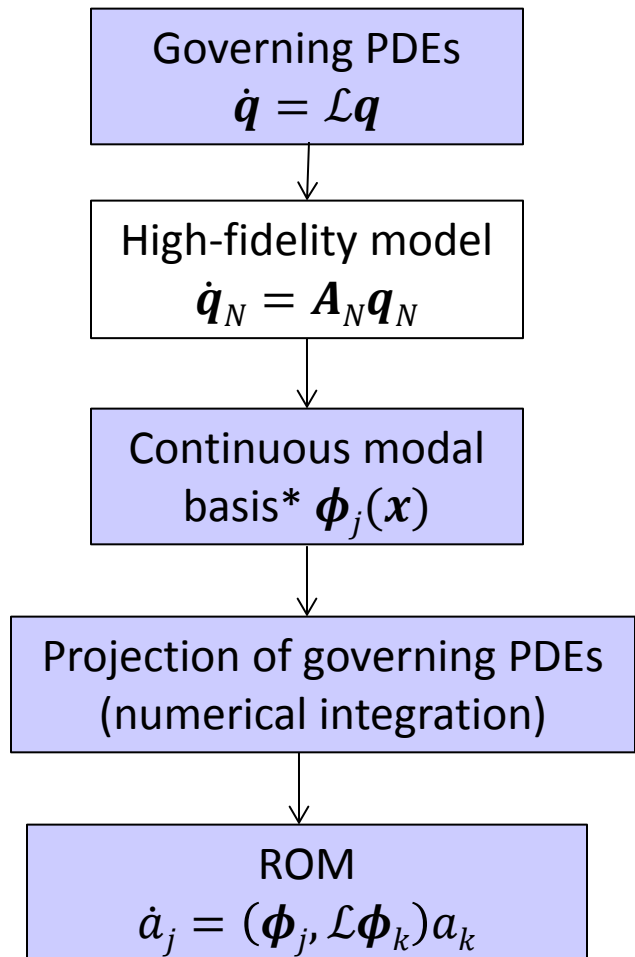 Governing PDEs
q̇ = ℒq
High-fidelity model
q̇_N = A_N q_N
Continuous modal
basis* ϕ_j(x)
Projection of governing PDEs
(numerical integration)
ROM
ȧ_j = (ϕ_j, ℒϕ_k)a_k